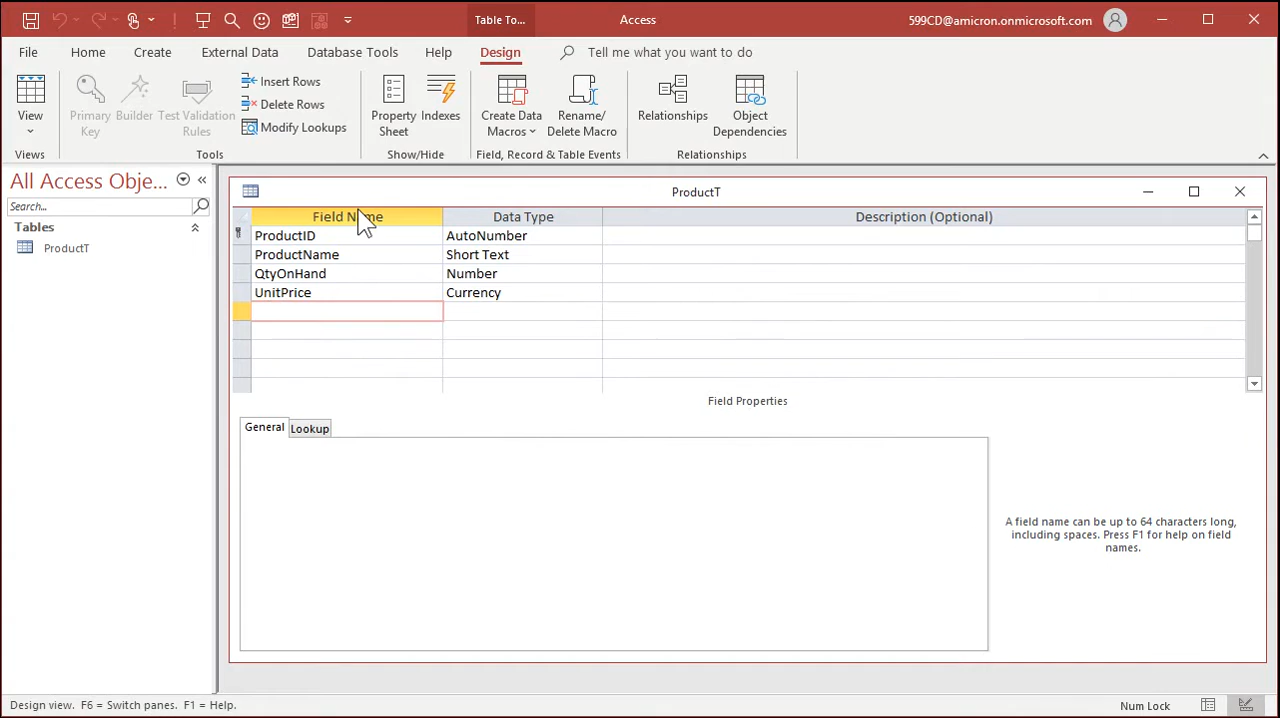 Table To...
Access
599CD@amicron.onmicrosoft.com
File
Home
Create
External Data
Database Tools
Help
Design
Tell me what you want to do
View
Primary
Key
Builder
Test Validation
Rules
Insert Rows
Delete Rows
Modify Lookups
Property
Sheet
Indexes
Create Data
Macros
Rename/
Delete Macro
Relationships
Object
Dependencies
Views
Tools
Show/Hide
Field, Record & Table Events
Relationships
All Access Obje...
Search...
Tables
ProductT
ProductT
Field Name
Data Type
Description (Optional)
ProductID
AutoNumber
ProductName
Short Text
QtyOnHand
Number
UnitPrice
Currency
Field Properties
General
Lookup
A field name can be up to 64 characters long,
including spaces. Press F1 for help on field
names.
Design view. F6 = Switch panes. F1 = Help.
Num Lock